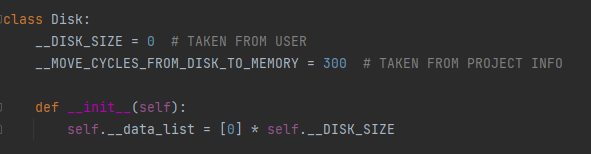 class Disk:
    __DISK_SIZE = 0  # TAKEN FROM USER
    __MOVE_CYCLES_FROM_DISK_TO_MEMORY = 300  # TAKEN FROM PROJECT INFO
    def __init__(self):
        self.__data_list = [0] * self.__DISK_SIZE